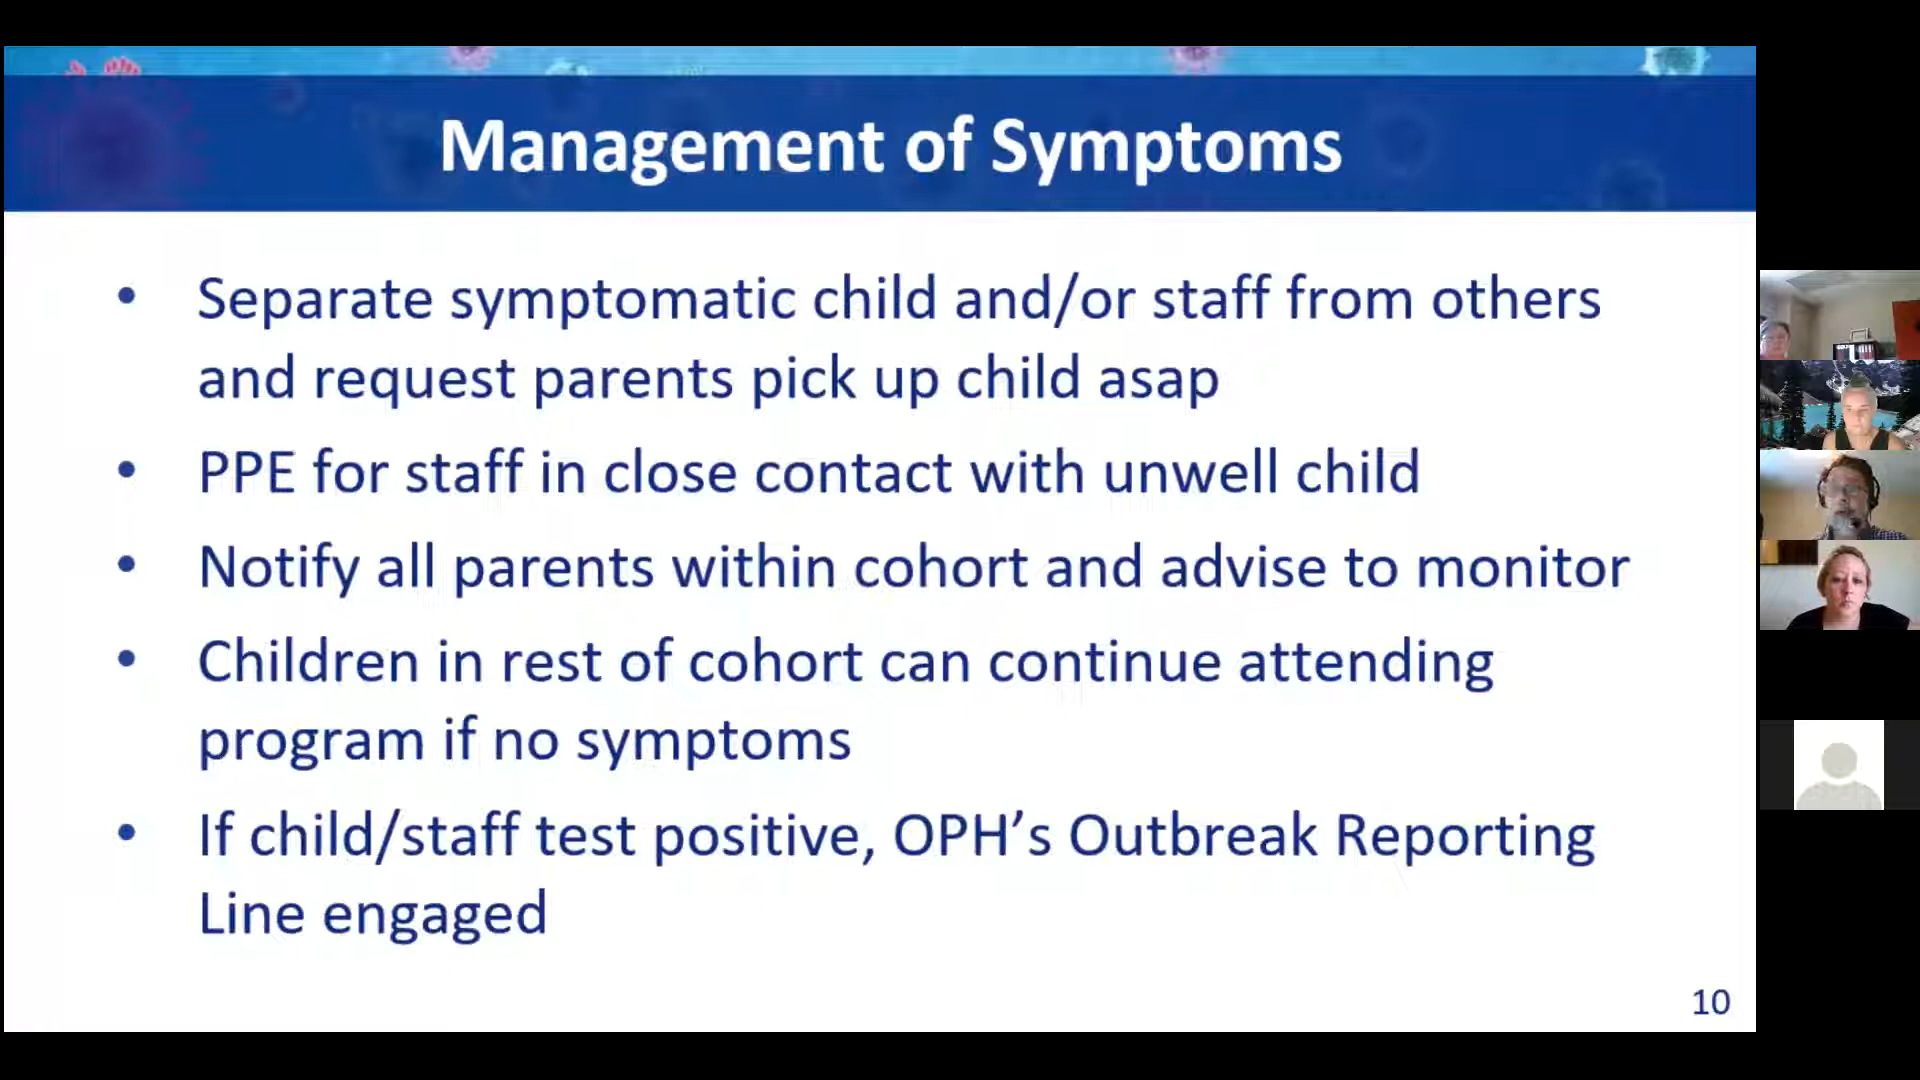 Management of Symptoms
• Separate symptomatic child and/or staff from others
and request parents pick up child asap
• PPE for staff in close contact with unwell child
• Notify all parents within cohort and advise to monitor
• Children in rest of cohort can continue attending
program if no symptoms
• If child/staff test positive, OPH’s Outbreak Reporting
Line engaged
10